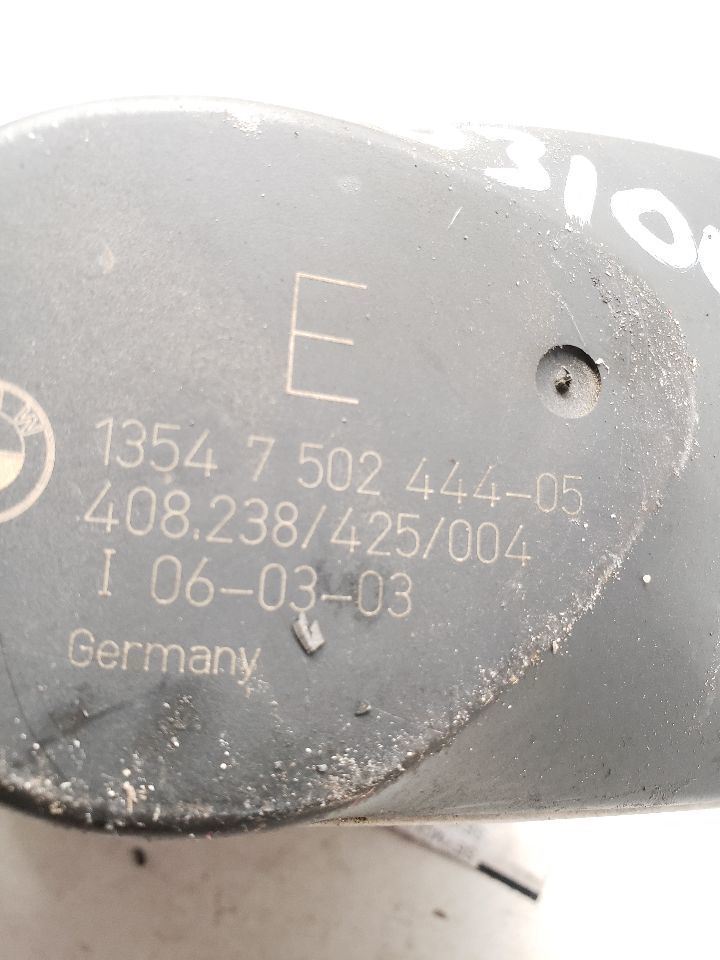 E
1354 7 502 444-05
408.238/425/004
I 06-03-03
Germany